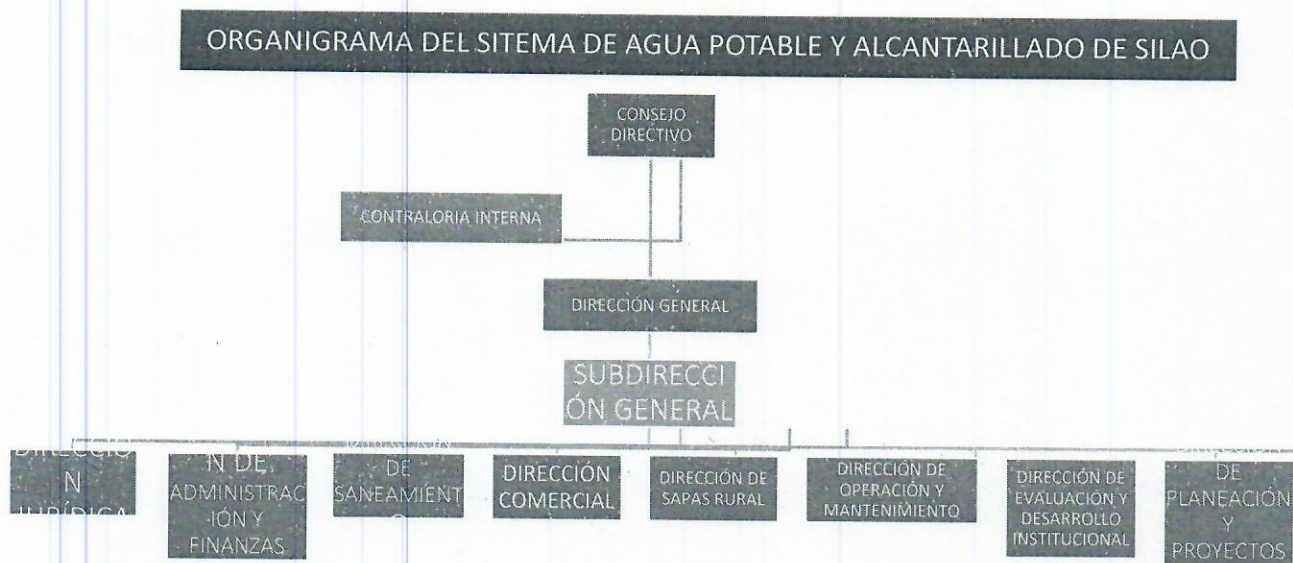 ORGANIGRAMA DEL SITEMA DE AGUA POTABLE Y ALCANTARILLADO DE SILAO
CONSEJO
DIRECTIVO
CONTRALORIA INTERNA
DIRECCIÓN GENERAL
SUBDIRECCI
ÓN GENERAL
DIRECCIÓ
N
JURÍDICA
N DE
ADMINISTRAC
IÓN Y
FINANZAS
DE
SANEAMIENT
DIRECCIÓN
COMERCIAL
DIRECCIÓN DE
SAPAS RURAL
DIRECCIÓN DE
OPERACIÓN Y
MANTENIMIENTO
DIRECCIÓN DE
EVALUACIÓN Y
DESARROLLO
INSTITUCIONAL
DE
PLANEACIÓN
Y
PROYECTOS